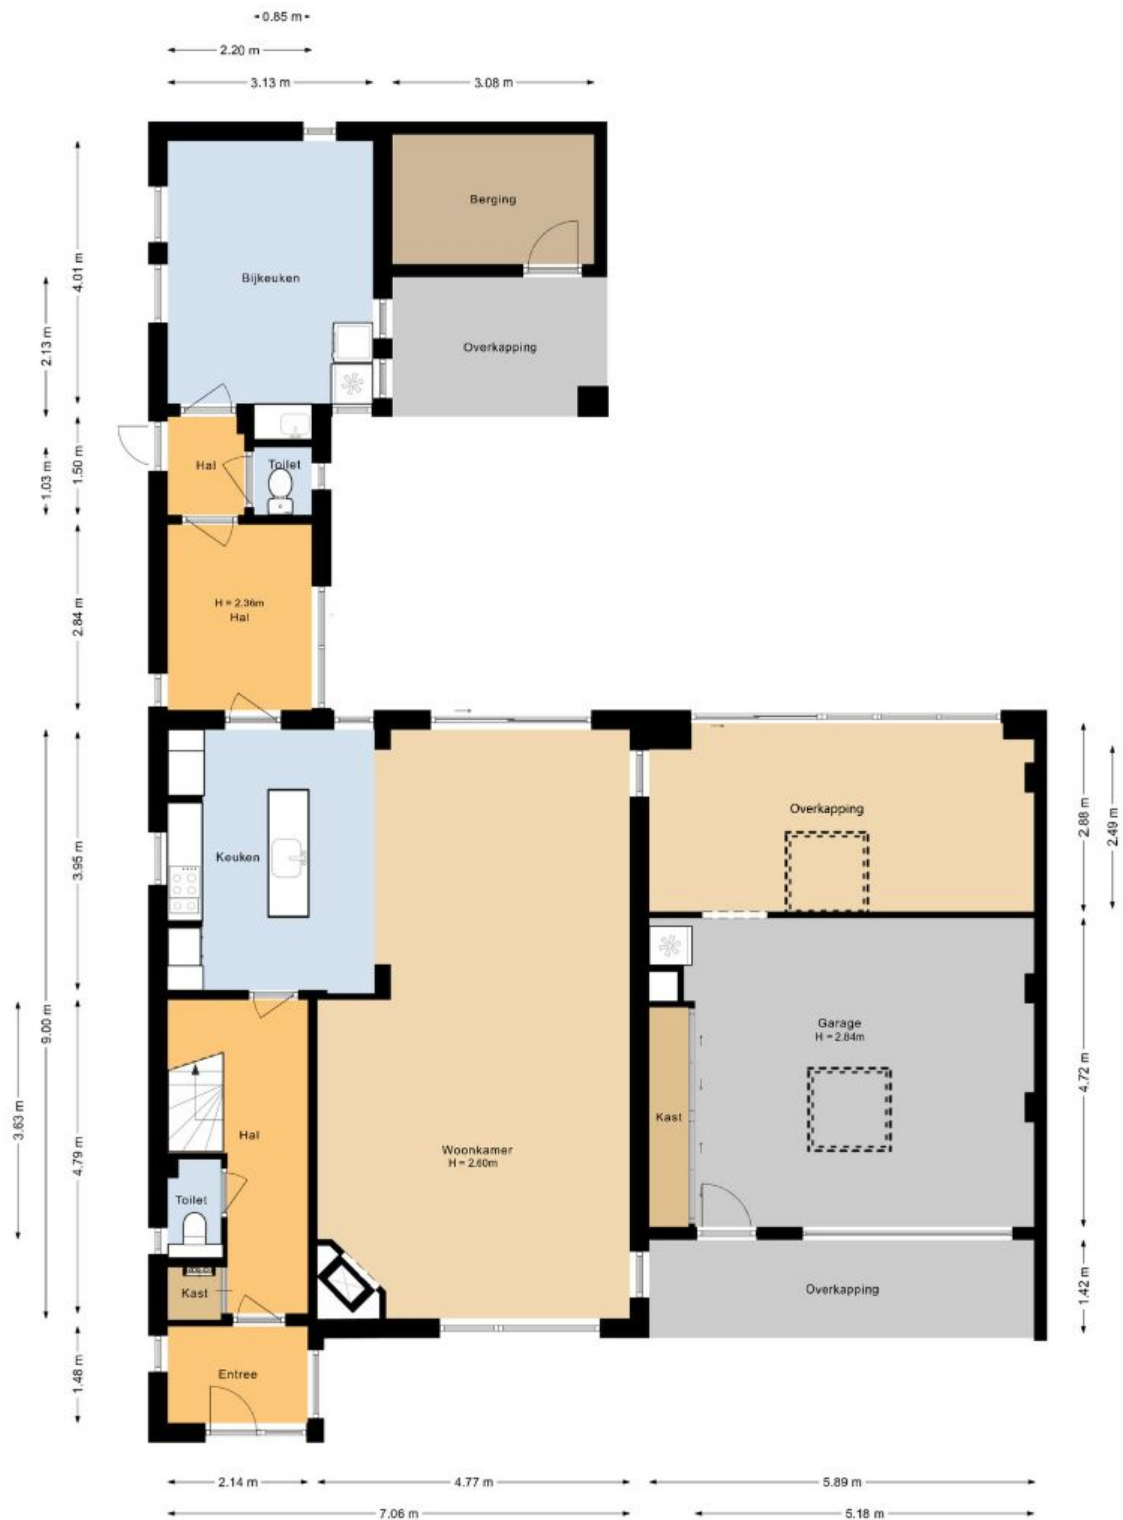 0.85 m
2.20 m
3.13 m
3.08 m
Berging
4.01 m
Bijkeuken
2.13 m
Overkapping
Hal
Toilet
1.50 m
1.03 m
H = 2.36m
Hal
2.84 m
Overkapping
2.88 m
2.49 m
Keuken
3.95 m
9.00 m
Garage
H = 2.84m
4.72 m
Kast
3.63 m
4.79 m
Hal
Woonkamer
H = 2.60m
Toilet
Kast
Overkapping
1.42 m
Entree
1.48 m
2.14 m
4.77 m
5.89 m
7.06 m
5.18 m